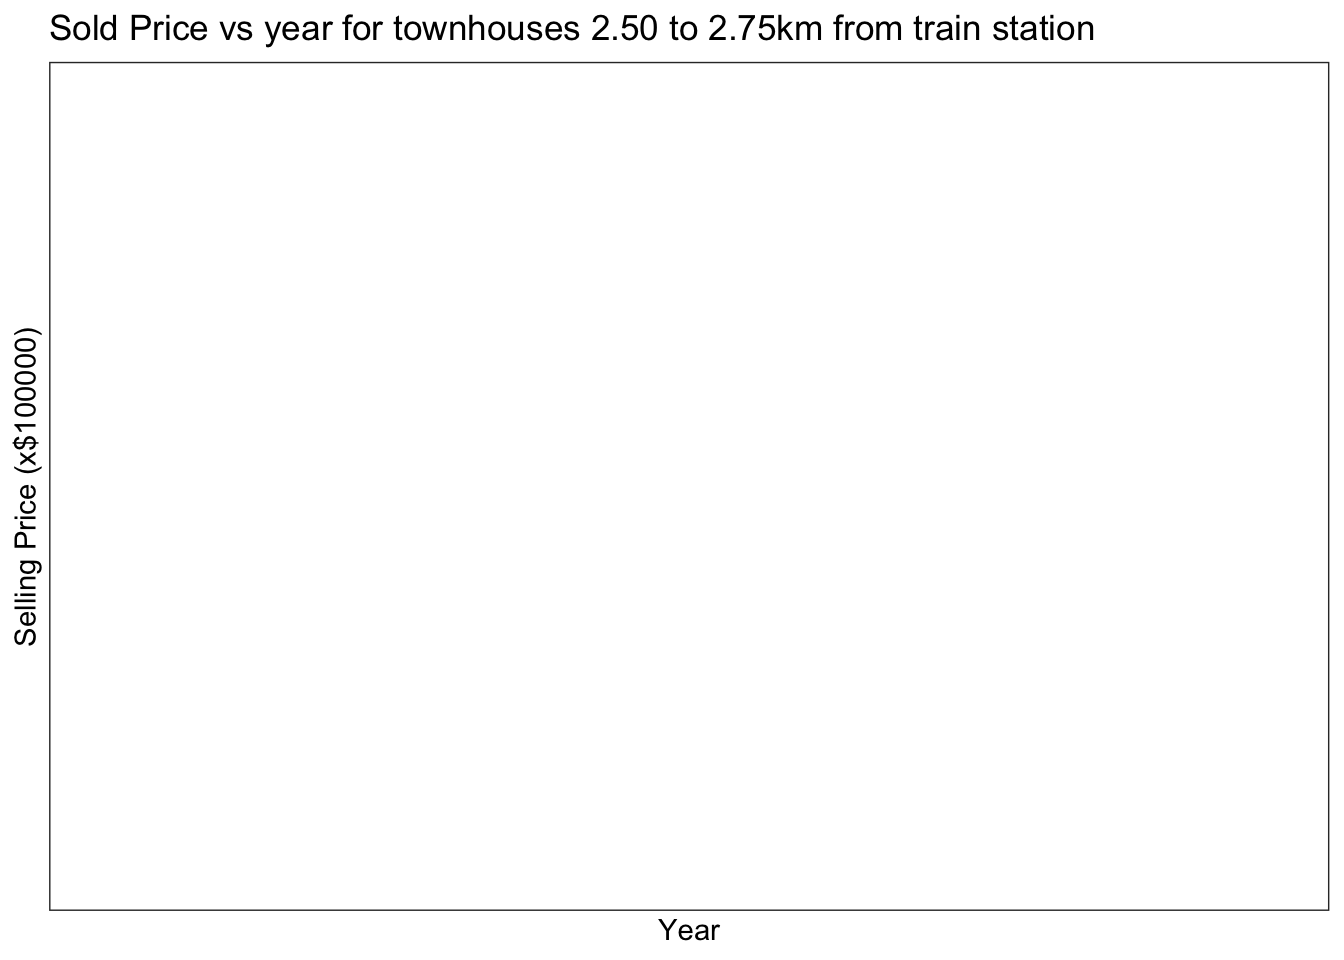 Sold Price vs year for townhouses 2.50 to 2.75km from train station
Selling Price (x$100000)
Year